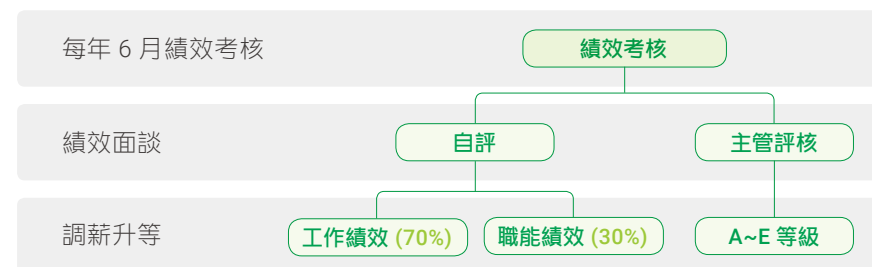 每年 6 月績效考核
績效考核
績效面談
自評
主管評核
調薪升等
工作績效 (70%)
職能績效 (30%)
A~E 等級